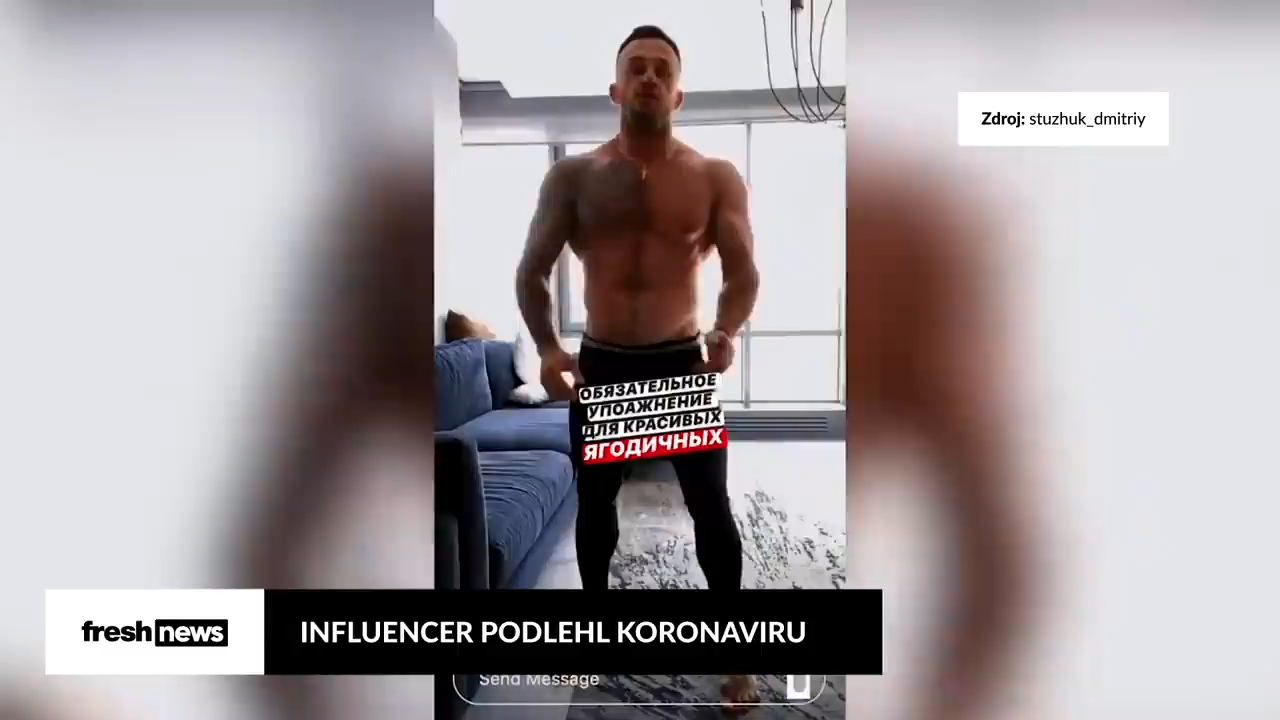 Zdroj: stuzhuk_dmitriy
ОБЯЗАТЕЛЬНОЕ
УПОАЖНЕНИЕ
ДЛЯ КРАСИВЫХ
ЯГОДИЧНЫХ
fresh news
INFLUENCER PODLEHL KORONAVIRU
Send Message